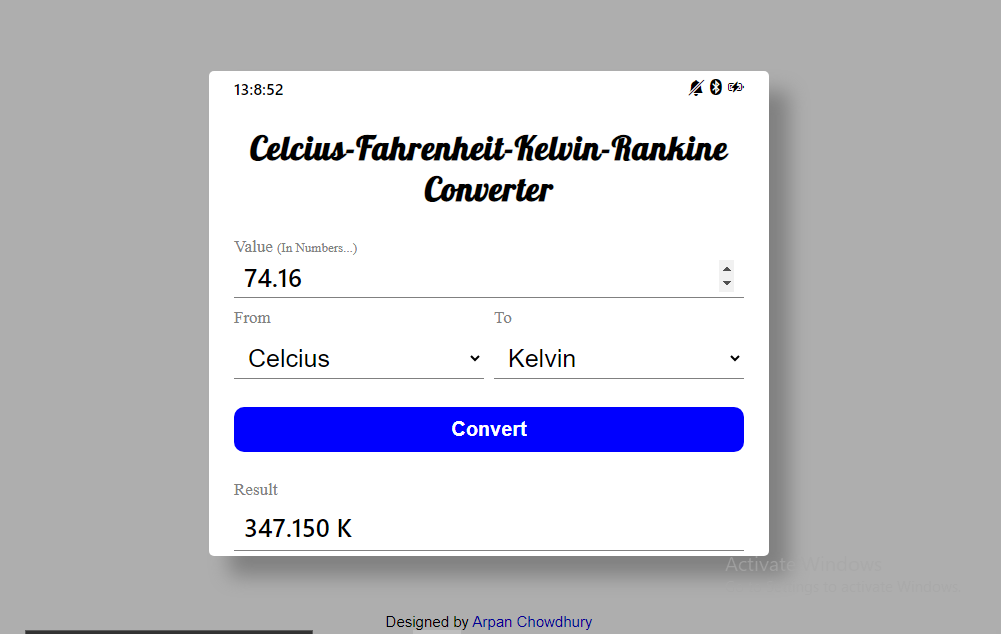 13:8:52
Celcius-Fahrenheit-Kelvin-Rankine
Converter
Value (In Numbers...)
74.16
From To
Celcius Kelvin
Convert
Result
347.150 K
Activate Windows
to activate Windows.
Designed by Arpan Chowdhury